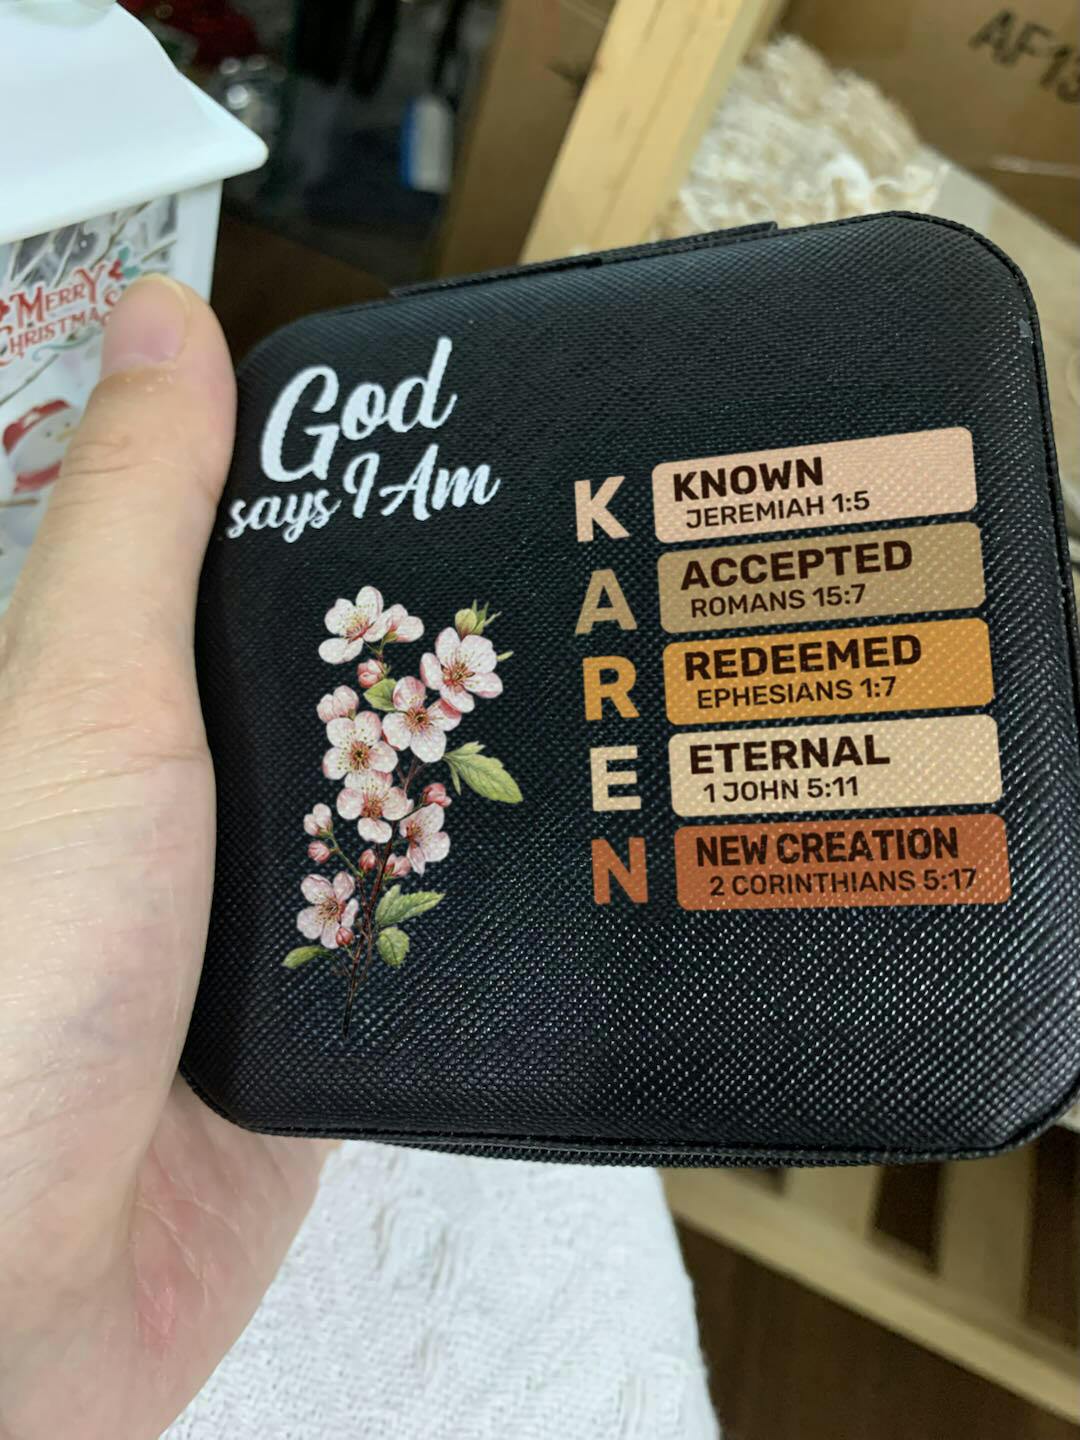 AF13
MERRY
CHRISTMAS
God
says I Am
K
KNOWN
JEREMIAH 1:5
A
ACCEPTED
ROMANS 15:7
R
REDEEMED
EPHESIANS 1:7
E
ETERNAL
1 JOHN 5:11
N
NEW CREATION
2 CORINTHIANS 5:17